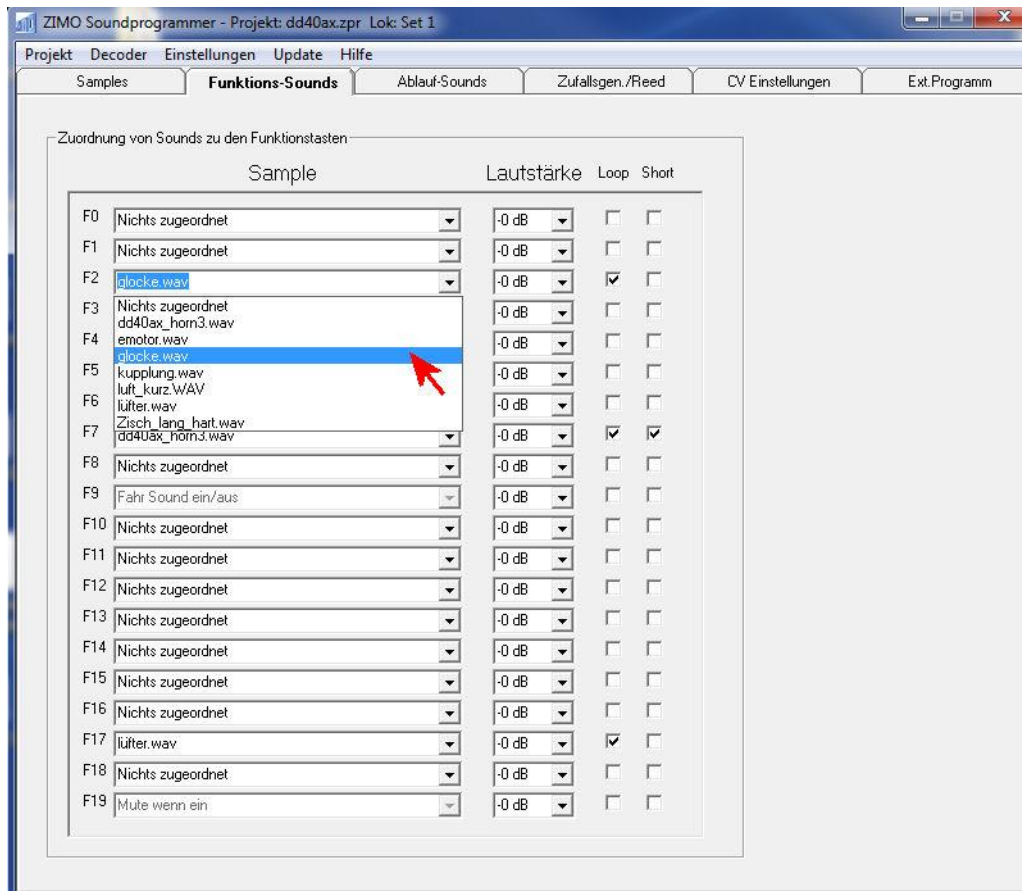 ZIMO Soundprogrammer - Projekt: dd40ax.zpr Lok: Set 1
Projekt Decoder Einstellungen Update Hilfe
Samples Funktions-Sounds Ablauf-Sounds Zufallsgen./Reed CV Einstellungen Ext.Programm
Zuordnung von Sounds zu den Funktionstasten
Sample Lautstärke Loop Short
F0 Nichts zugeordnet -0 dB
F1 Nichts zugeordnet -0 dB
F2 glocke.wav -0 dB
Nichts zugeordnet
F3 -0 dB
dd40ax_horn3.wav
emotor.wav
F4 -0 dB
glocke.wav
kupplung.wav
F5 -0 dB
luft_kurz.WAV
lüfter.wav
F6 -0 dB
Zisch_lang_hart.wav
F7 dd40ax_horn3.wav -0 dB
F8 Nichts zugeordnet -0 dB
F9 Fahr Sound ein/aus -0 dB
F10 Nichts zugeordnet -0 dB
F11 Nichts zugeordnet -0 dB
F12 Nichts zugeordnet -0 dB
F13 Nichts zugeordnet -0 dB
F14 Nichts zugeordnet -0 dB
F15 Nichts zugeordnet -0 dB
F16 Nichts zugeordnet -0 dB
F17 lüfter.wav -0 dB
F18 Nichts zugeordnet -0 dB
F19 Mute wenn ein -0 dB